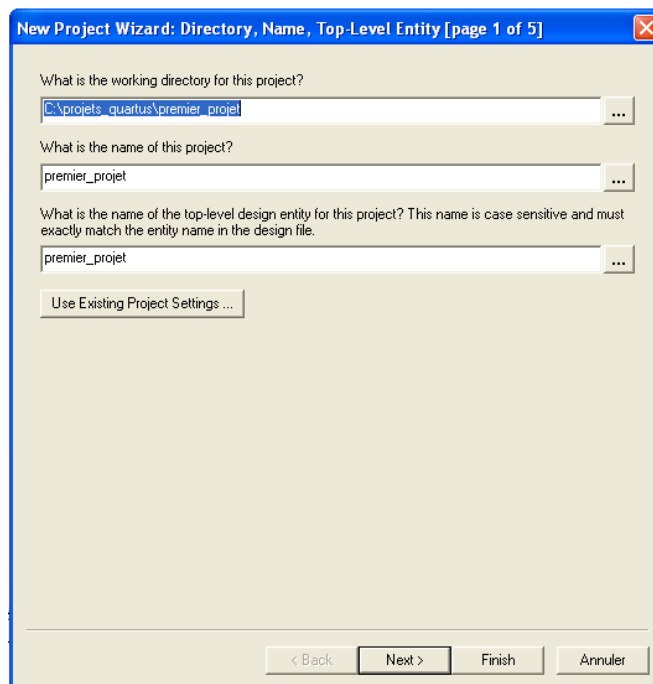 New Project Wizard: Directory, Name, Top-Level Entity [page 1 of 5]
What is the working directory for this project?
C:\projets_quartus\premier_projet
...
What is the name of this project?
premier_projet
...
What is the name of the top-level design entity for this project? This name is case sensitive and must
exactly match the entity name in the design file.
premier_projet
...
Use Existing Project Settings ...
< Back
Next >
Finish
Annuler